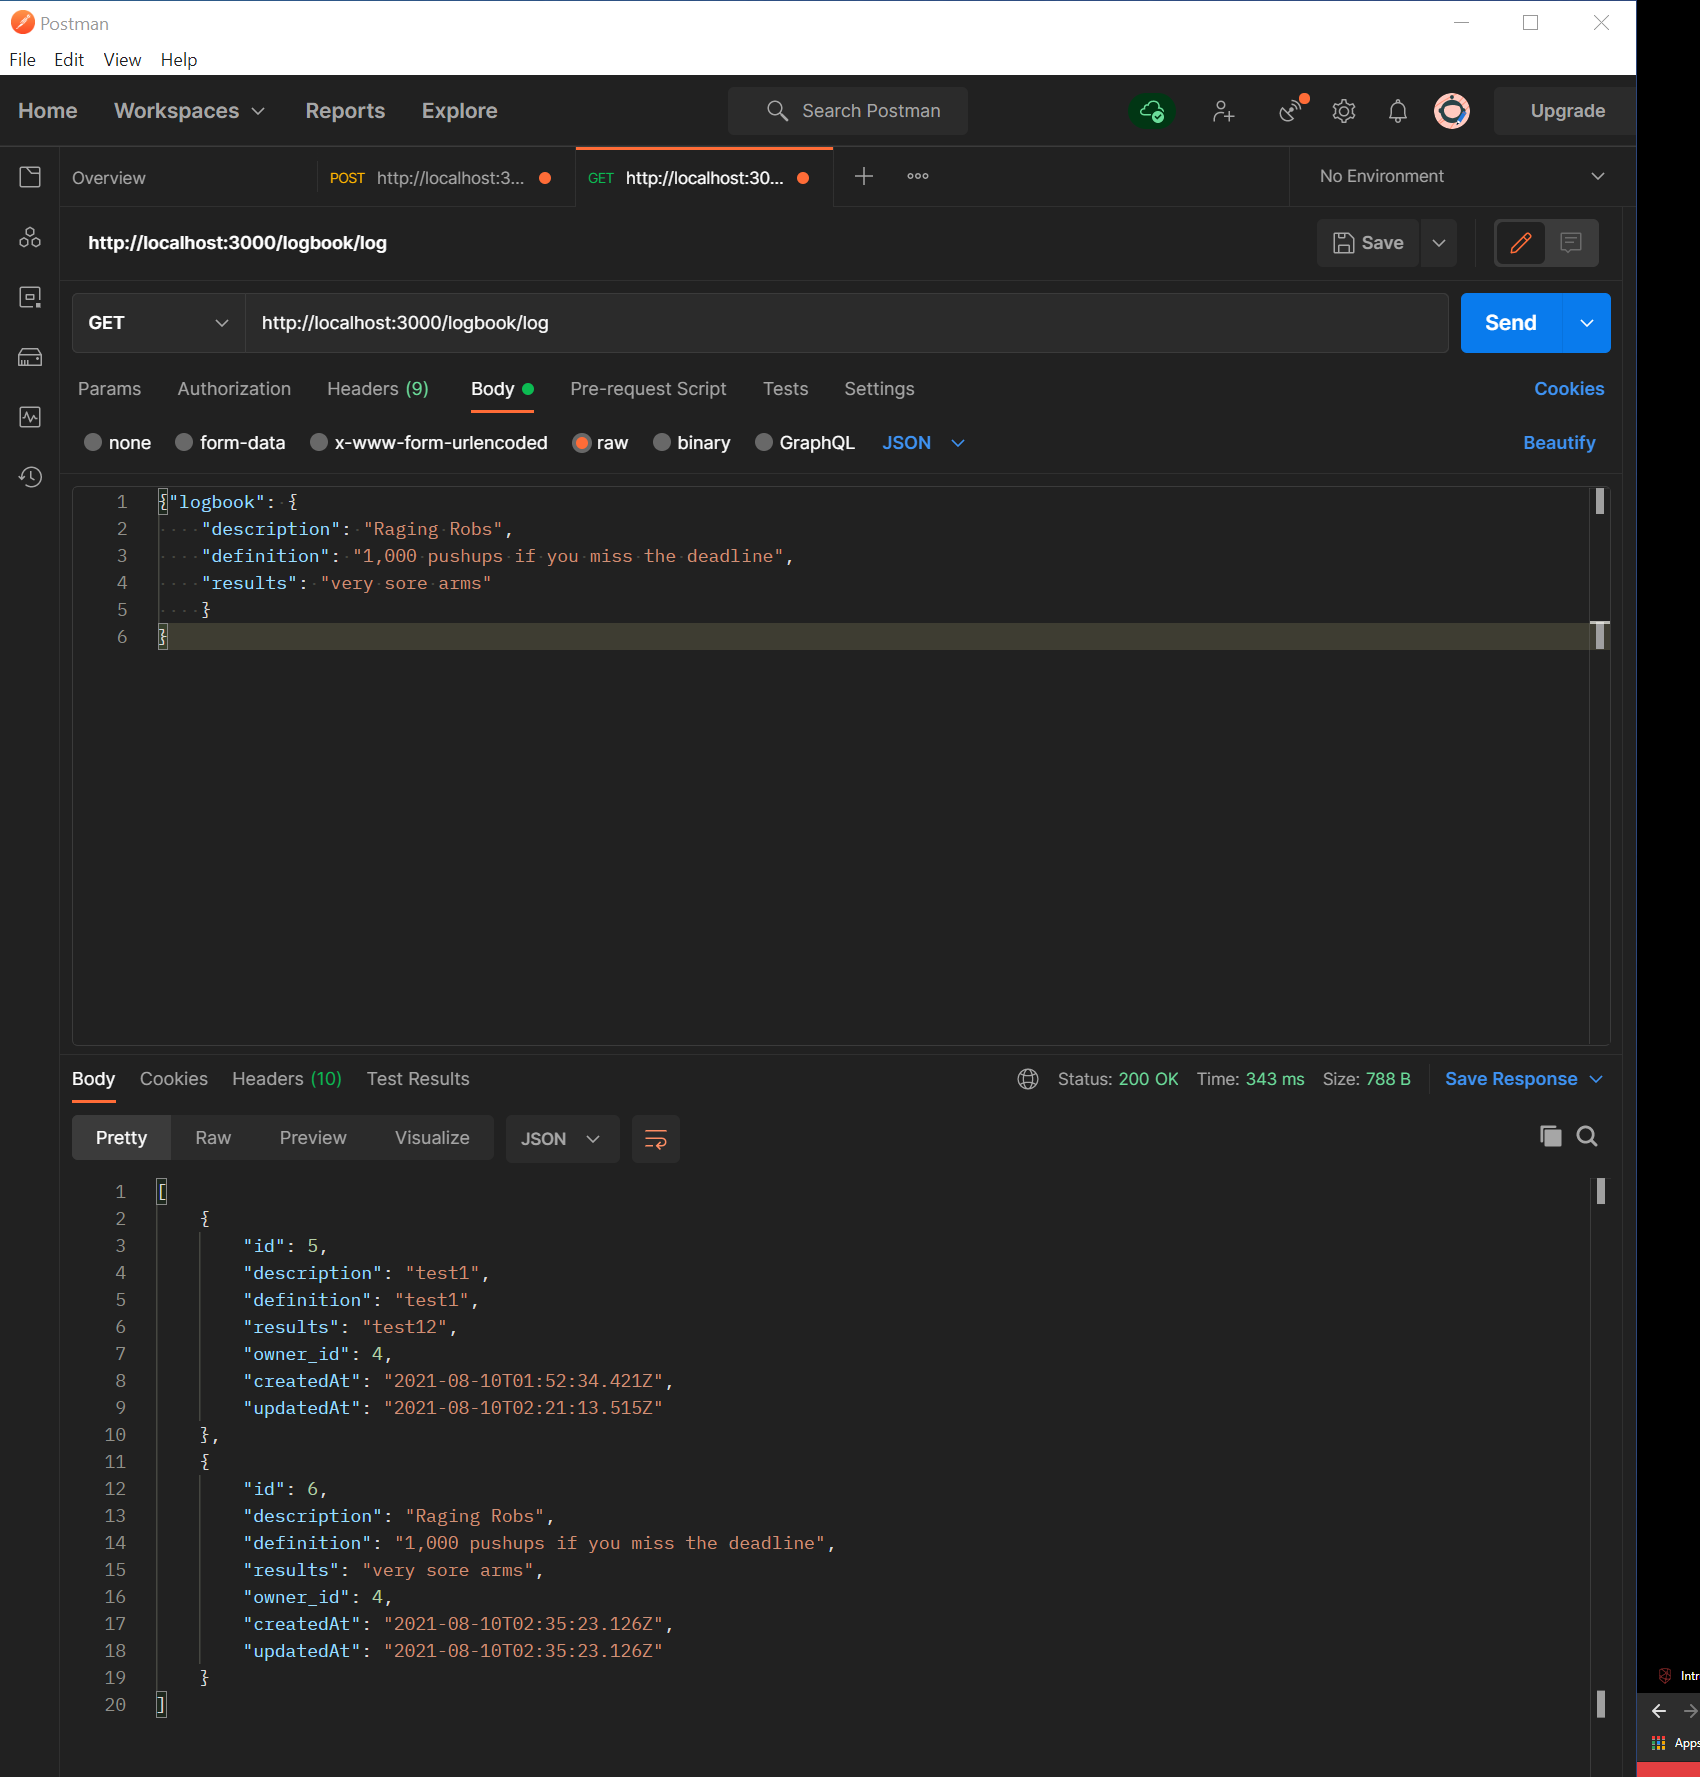 Postman
File Edit View Help
Home Workspaces Reports Explore Search Postman Upgrade
Overview POST http://localhost:3... GET http://localhost:30... No Environment
http://localhost:3000/logbook/log Save
GET http://localhost:3000/logbook/log Send
Params Authorization Headers (9) Body Pre-request Script Tests Settings Cookies
none form-data x-www-form-urlencoded raw binary GraphQL JSON Beautify
1 {"logbook": {
2 "description": "Raging Robs",
3 "definition": "1,000 pushups if you miss the deadline",
4 "results": "very sore arms"
5 }
6 }
Body Cookies Headers (10) Test Results Status: 200 OK Time: 343 ms Size: 788 B Save Response
Pretty Raw Preview Visualize JSON
1 [
2 {
3 "id": 5,
4 "description": "test1",
5 "definition": "test1",
6 "results": "test12",
7 "owner_id": 4,
8 "createdAt": "2021-08-10T01:52:34.421Z",
9 "updatedAt": "2021-08-10T02:21:13.515Z"
10 },
11 {
12 "id": 6,
13 "description": "Raging Robs",
14 "definition": "1,000 pushups if you miss the deadline",
15 "results": "very sore arms",
16 "owner_id": 4,
17 "createdAt": "2021-08-10T02:35:23.126Z",
18 "updatedAt": "2021-08-10T02:35:23.126Z"
19 }
20 ]
Intr
Apps